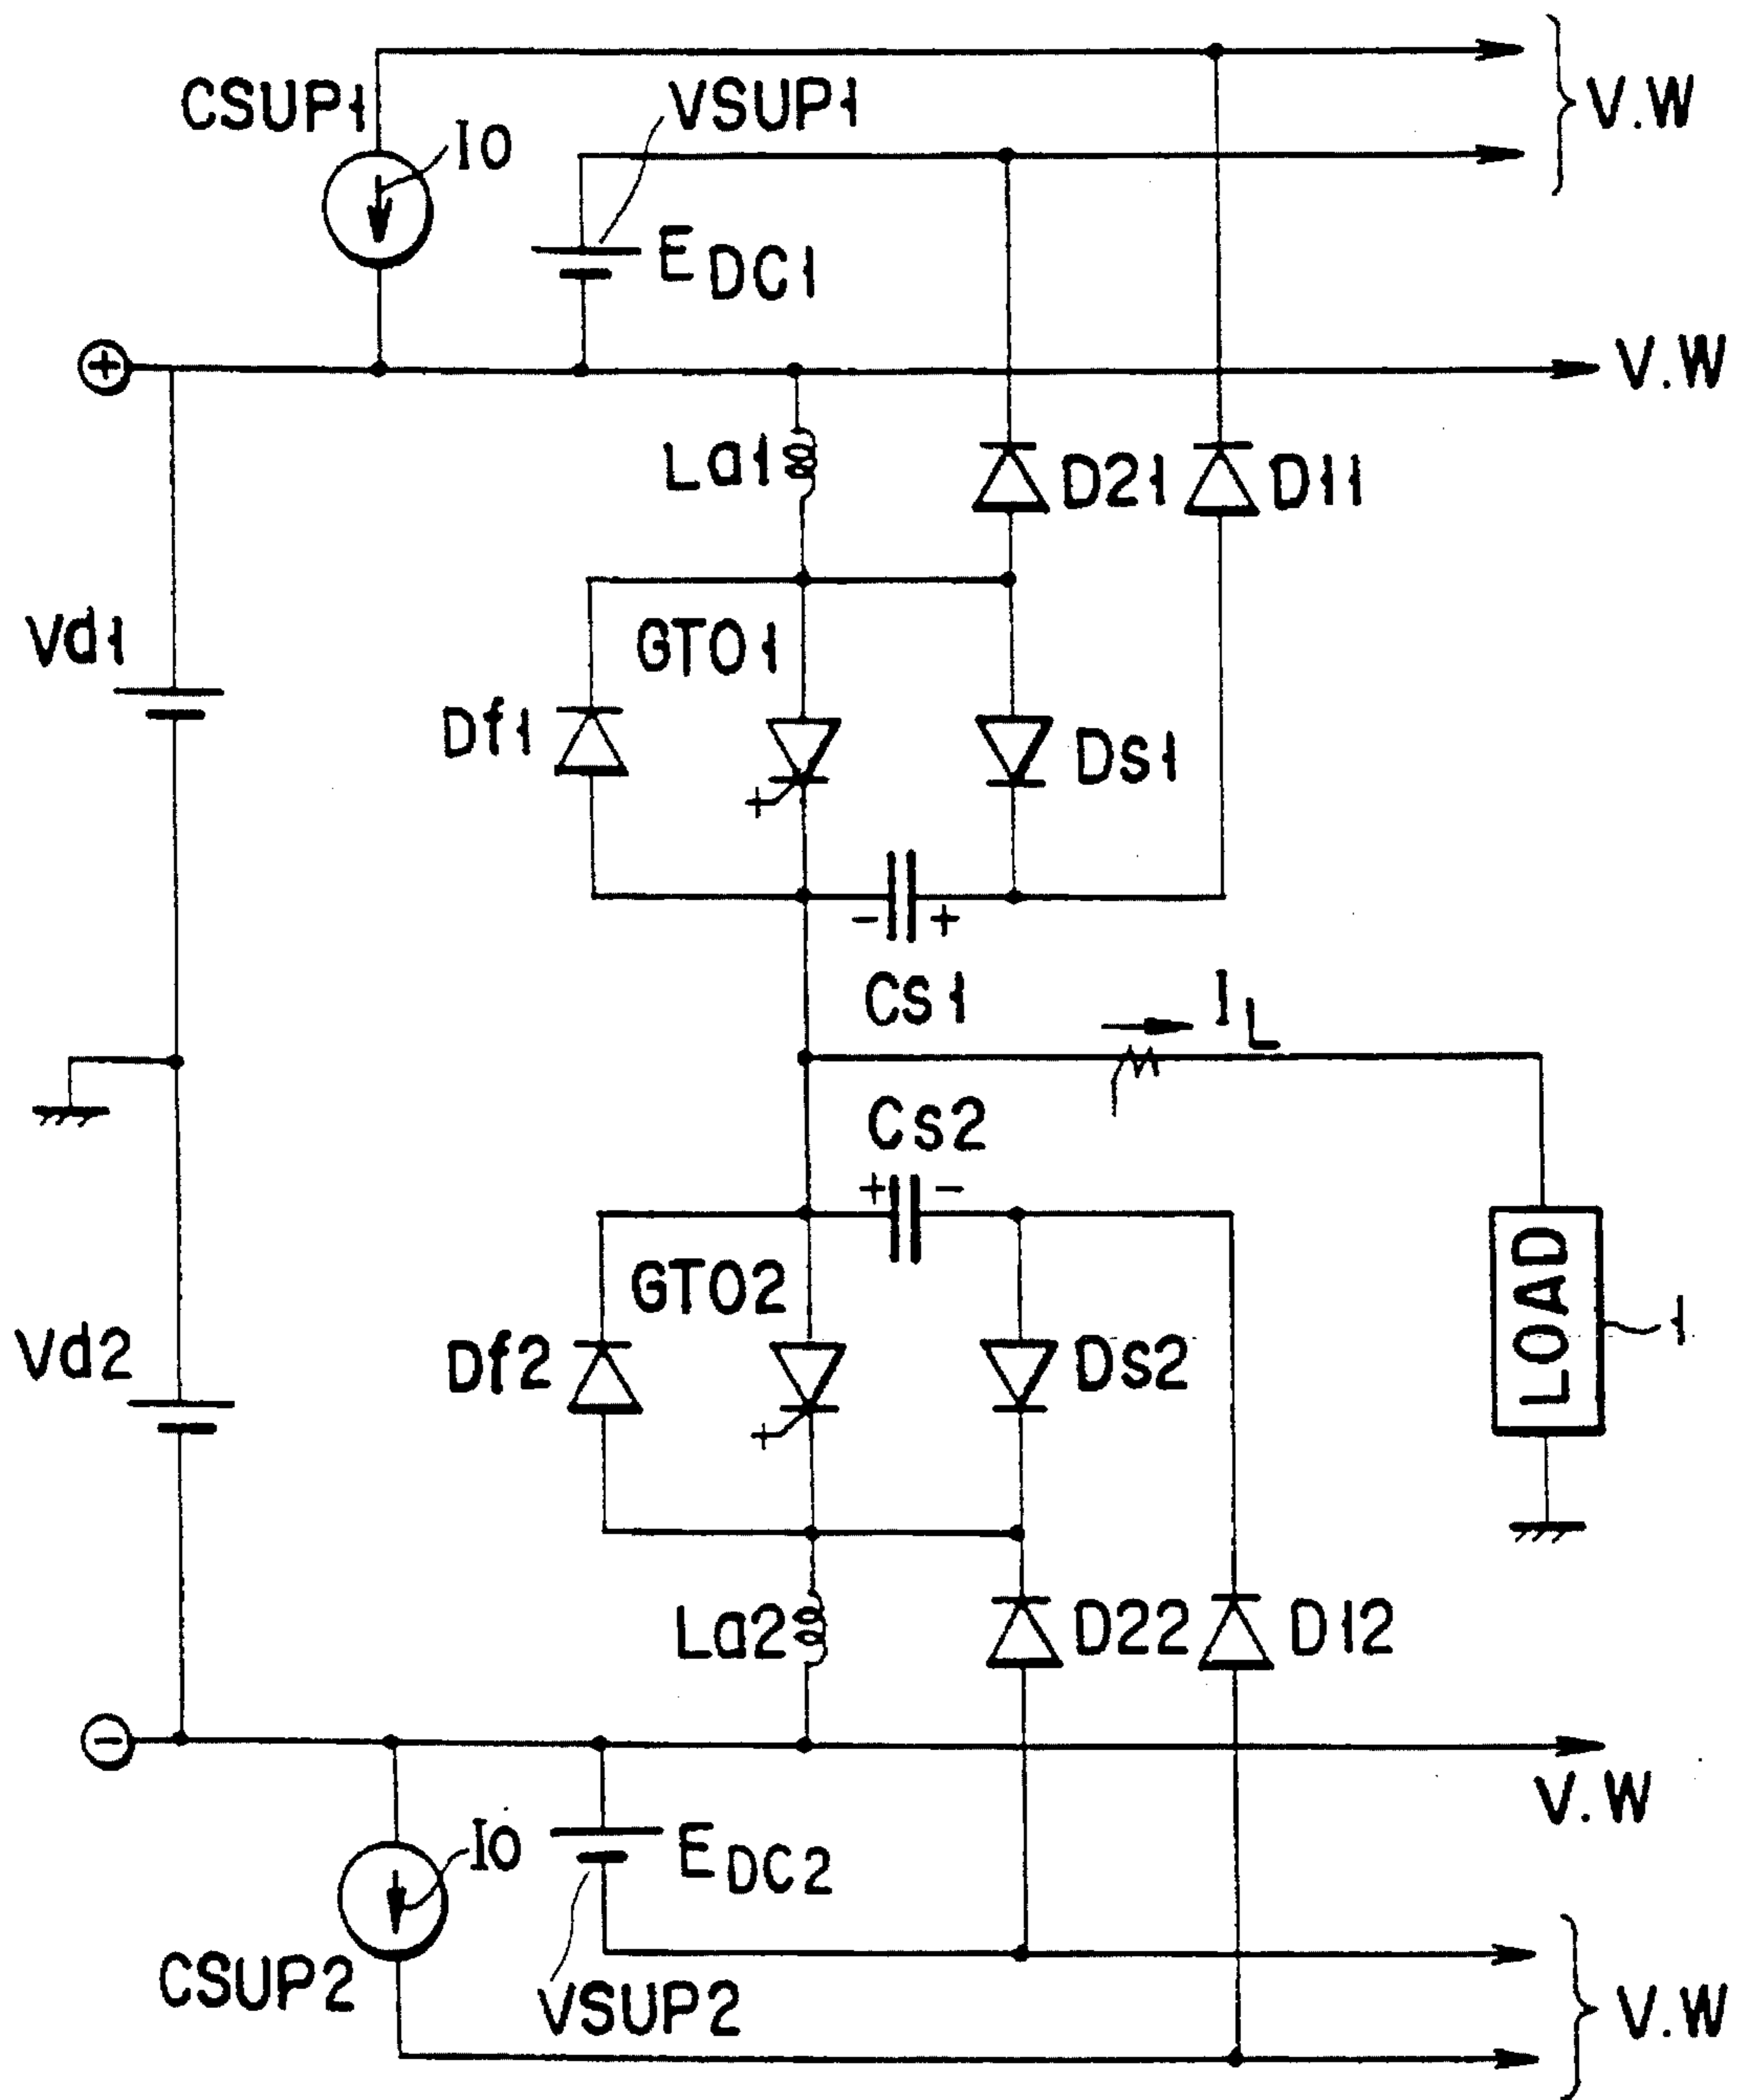 CSUP1
I0
VSUP1
V.W
EDC1
+
V.W
La1
D21
D11
Vd1
GTO1
Df1
Ds1
- +
Cs1
IL
Cs2
+ -
GTO2
Vd2
Df2
Ds2
LOAD
1
La2
D22
D12
-
V.W
I0
EDC2
CSUP2
VSUP2
V.W